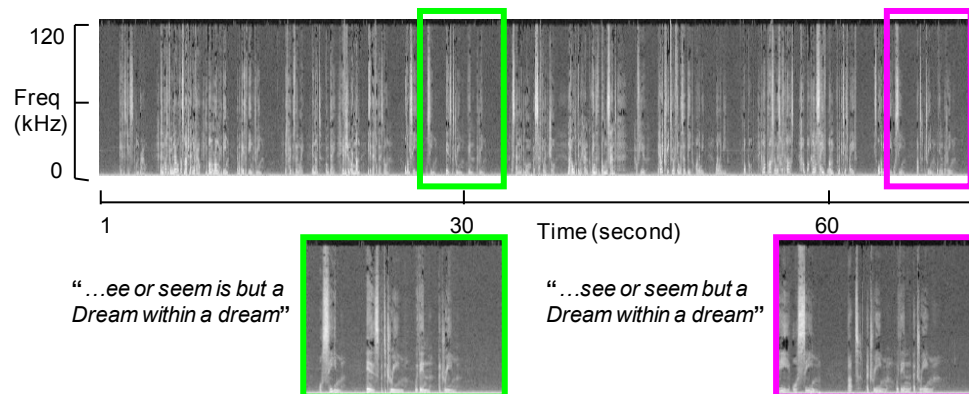 120
Freq
(kHz)
0
1
30
Time (second)
60
“…ee or seem is but a
Dream within a dream”
“…see or seem but a
Dream within a dream”